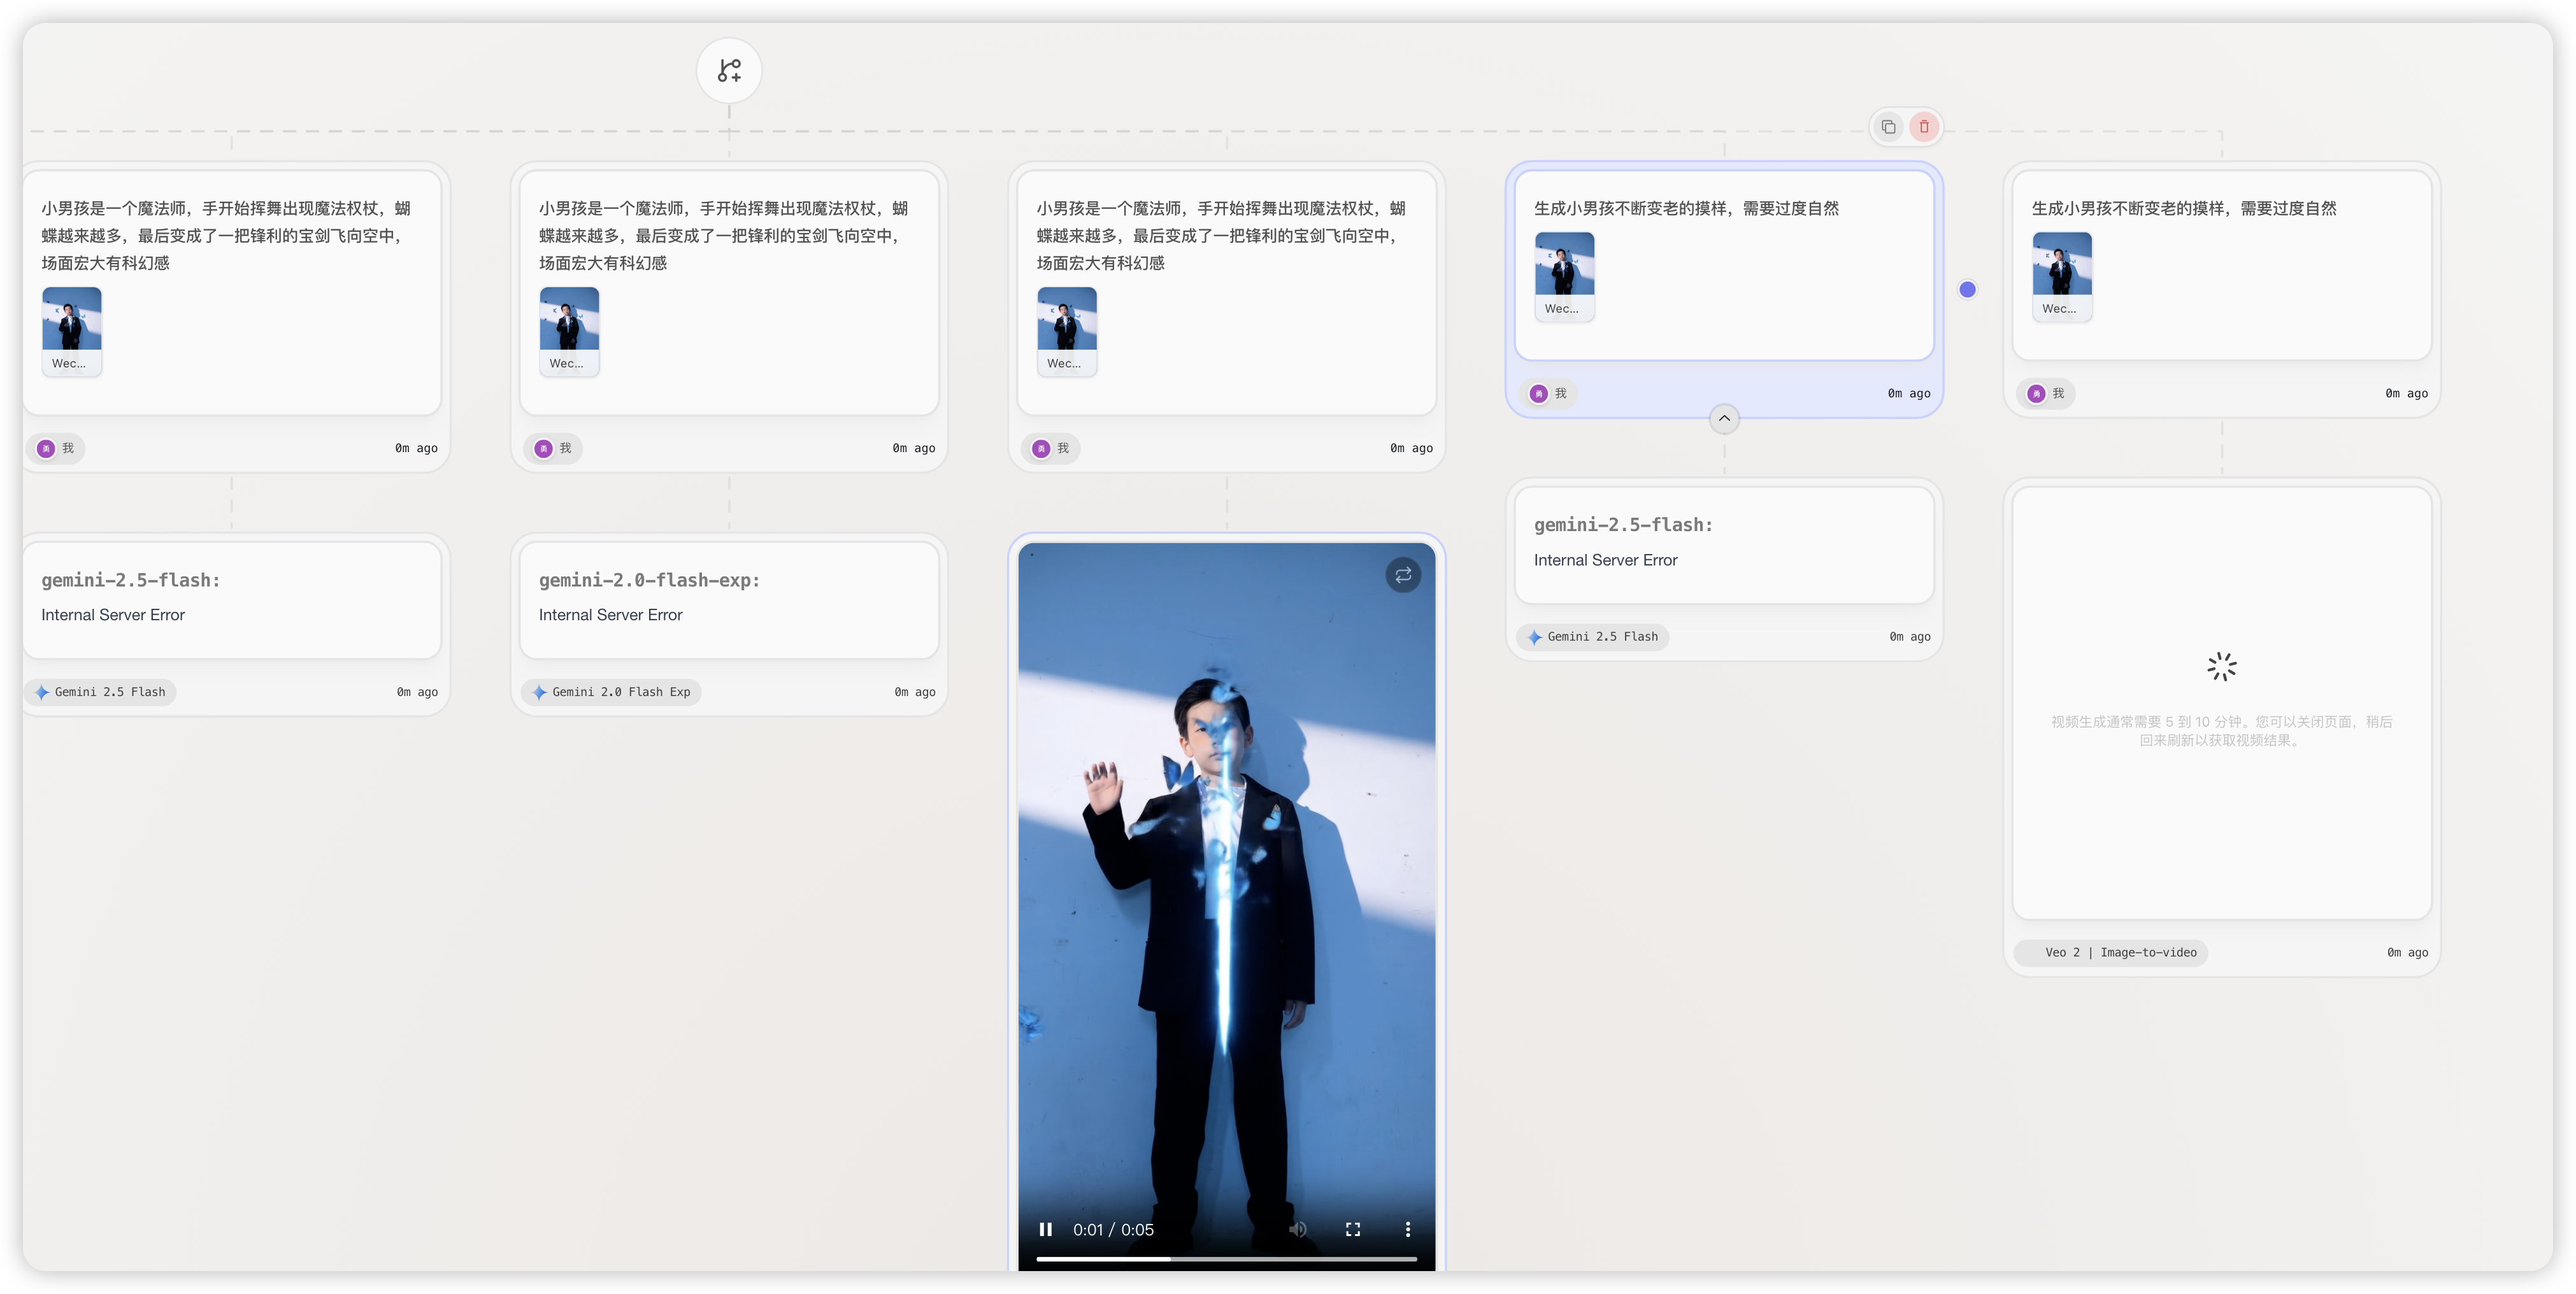 小男孩是一个魔法师，手开始挥舞出现魔法权杖，蝴
蝶越来越多，最后变成了一把锋利的宝剑飞向空中，
场面宏大有科幻感
Wec...
勇 我
0m ago
gemini-2.5-flash:
Internal Server Error
Gemini 2.5 Flash
0m ago
小男孩是一个魔法师，手开始挥舞出现魔法权杖，蝴
蝶越来越多，最后变成了一把锋利的宝剑飞向空中，
场面宏大有科幻感
Wec...
勇 我
0m ago
gemini-2.0-flash-exp:
Internal Server Error
Gemini 2.0 Flash Exp
0m ago
小男孩是一个魔法师，手开始挥舞出现魔法权杖，蝴
蝶越来越多，最后变成了一把锋利的宝剑飞向空中，
场面宏大有科幻感
Wec...
勇 我
0m ago
0:01 / 0:05
生成小男孩不断变老的摸样，需要过度自然
Wec...
勇 我
0m ago
gemini-2.5-flash:
Internal Server Error
Gemini 2.5 Flash
0m ago
生成小男孩不断变老的摸样，需要过度自然
Wec...
勇 我
0m ago
视频生成通常需要 5 到 10 分钟。您可以关闭页面，稍后
回来刷新以获取视频结果。
Veo 2 | Image-to-video
0m ago